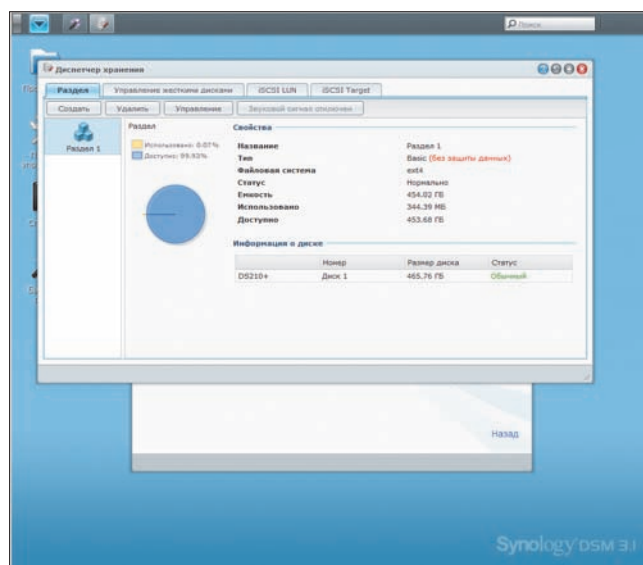 Поиск
Диспетчер хранения
Раздел Управление жесткими дисками iSCSI LUN iSCSI Target
Создать Удалить Управление Звуковой сигнал отключен
Раздел 1
Раздел
Использовано: 0.07%
Доступно: 99.93%
Свойства
Название Раздел 1
Тип Basic (без защиты данных)
Файловая система ext4
Статус Нормально
Емкость 454.02 ГБ
Использовано 344.39 МБ
Доступно 453.68 ГБ
Информация о диске
Номер Размер диска Статус
DS210+ Диск 1 465.76 ГБ Обычный
Назад
Synology DSM 3.1